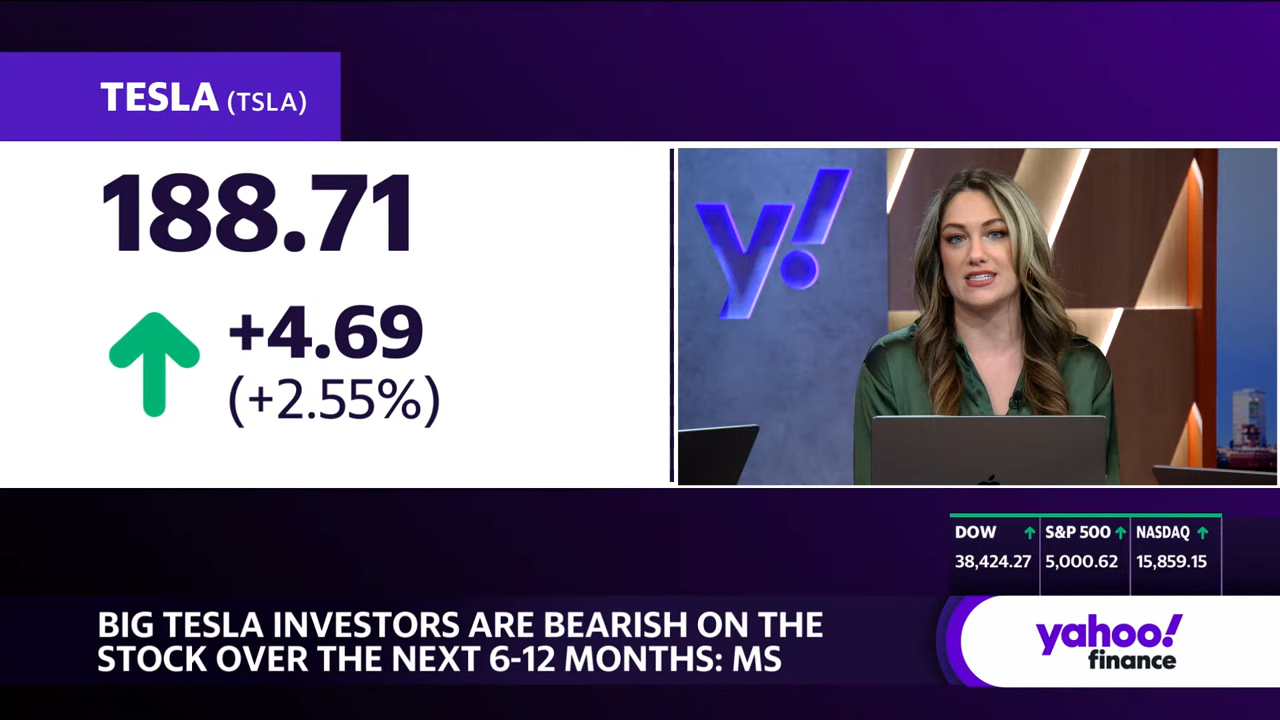 TESLA (TSLA)
188.71
+4.69
(+2.55%)
y!
DOW S&P 500 NASDAQ
38,424.27 5,000.62 15,859.15
BIG TESLA INVESTORS ARE BEARISH ON THE
STOCK OVER THE NEXT 6-12 MONTHS: MS
yahoo!
finance